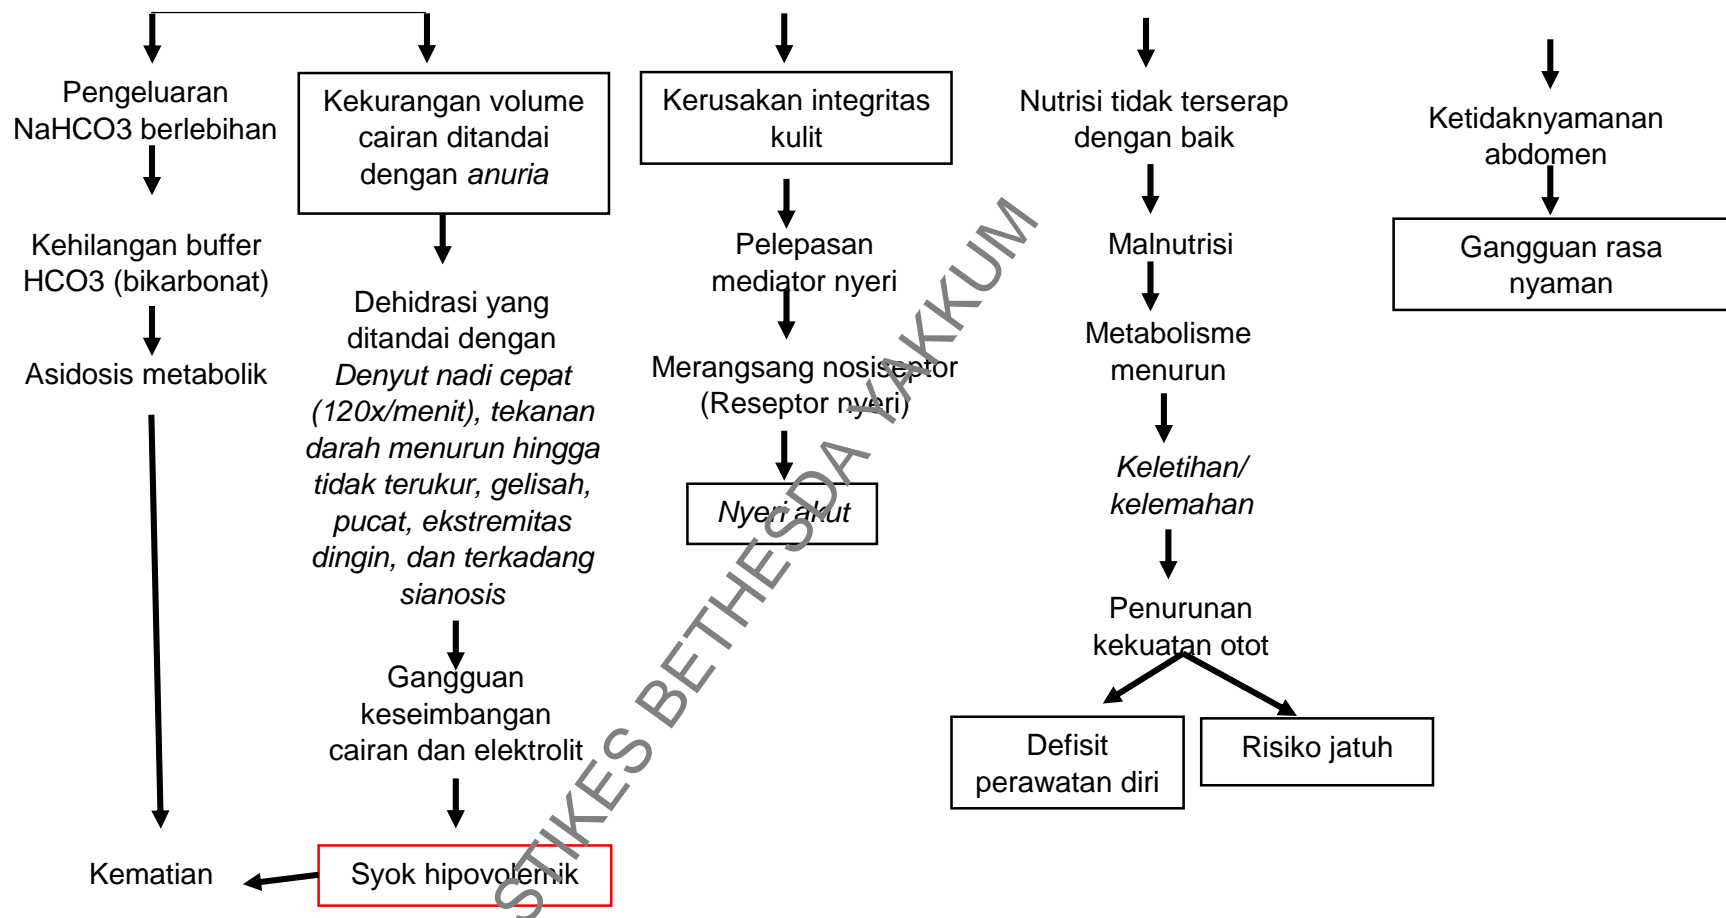 Pengeluaran
NaHCO3 berlebihan
Kehilangan buffer
HCO3 (bikarbonat)
Asidosis metabolik
Kematian
Kekurangan volume
cairan ditandai
dengan anuria
Dehidrasi yang
ditandai dengan
Denyut nadi cepat
(120x/menit), tekanan
darah menurun hingga
tidak terukur, gelisah,
pucat, ekstremitas
dingin, dan terkadang
sianosis
Gangguan
keseimbangan
cairan dan elektrolit
Syok hipovolemik
Kerusakan integritas
kulit
Pelepasan
mediator nyeri
Merangsang nosiseptor
(Reseptor nyeri)
Nyeri akut
Nutrisi tidak terserap
dengan baik
Malnutrisi
Metabolisme
menurun
Keletihan/
kelemahan
Penurunan
kekuatan otot
Defisit
perawatan diri
Risiko jatuh
Ketidaknyamanan
abdomen
Gangguan rasa
nyaman
STIKES BETHESDA YAKKUM